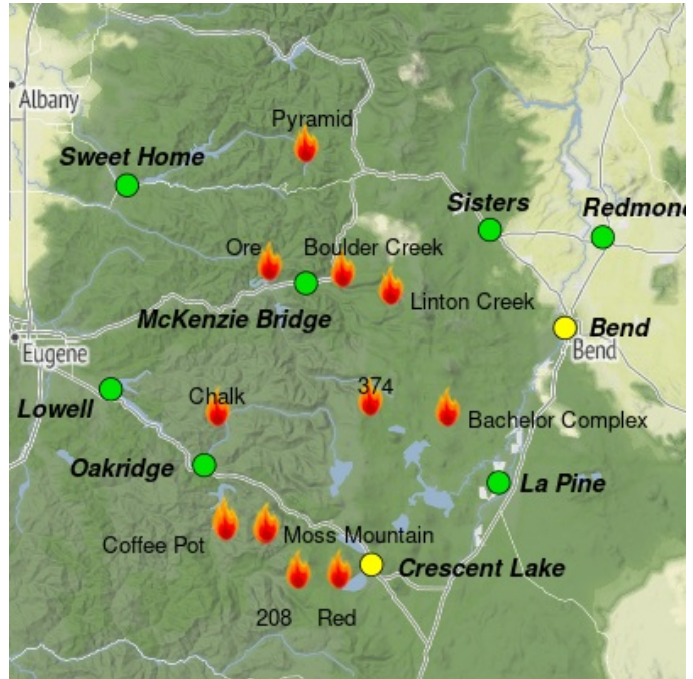 Albany
Pyramid
Sweet Home
Sisters
Redmon
Ore
Boulder Creek
Linton Creek
McKenzie Bridge
Bend
Bend
Eugene
Lowell
Chalk
374
Bachelor Complex
Oakridge
La Pine
Coffee Pot
Moss Mountain
Crescent Lake
208
Red